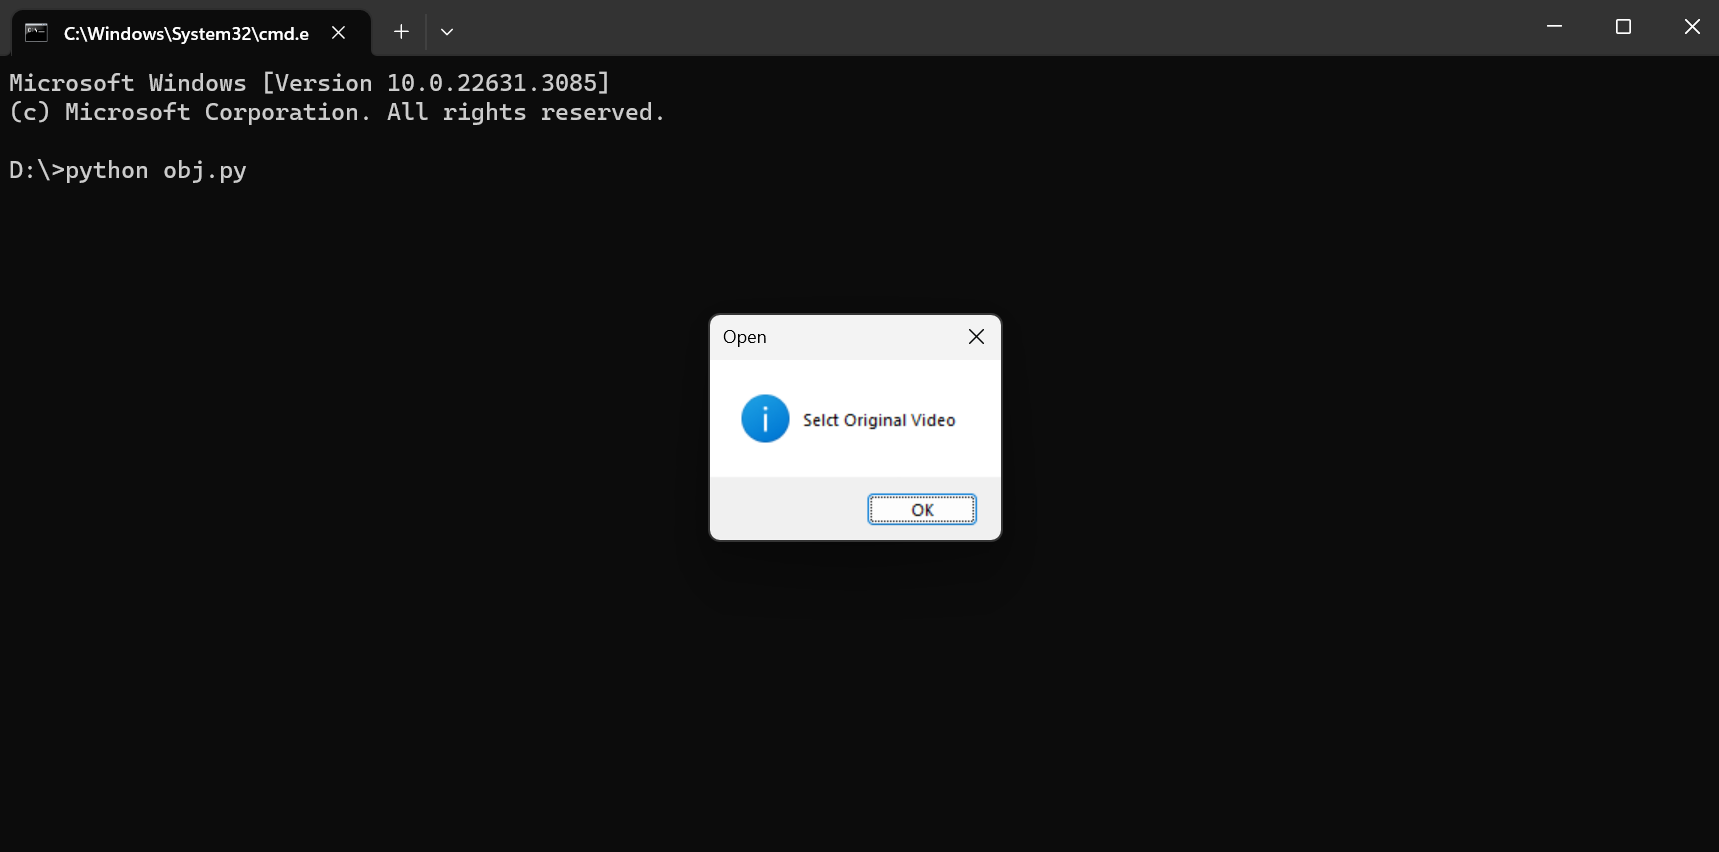 C:\Windows\System32\cmd.e
Microsoft Windows [Version 10.0.22631.3085]
(c) Microsoft Corporation. All rights reserved.
D:\>python obj.py
Open
Selct Original Video
OK